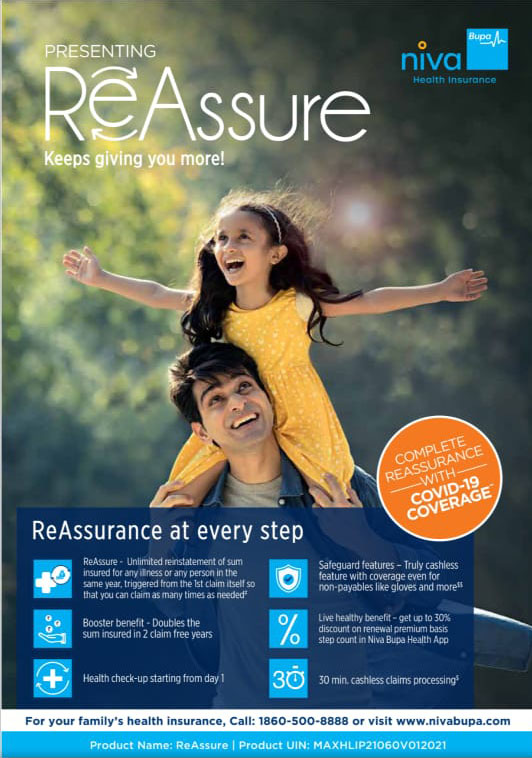 PRESENTING
ReAssure
Keeps giving you more!
Bupa
niva
Health Insurance
COMPLETE
REASSURANCE
WITH
COVID-19
COVERAGE~
ReAssurance at every step
ReAssure - Unlimited reinstatement of sum
insured for any illness or any person in the
same year, triggered from the 1st claim itself so
that you can claim as many times as needed‡
Booster benefit - Doubles the
sum insured in 2 claim free years
Health check-up starting from day 1
Safeguard features – Truly cashless
feature with coverage even for
non-payables like gloves and more$$
%
Live healthy benefit – get up to 30%
discount on renewal premium basis
step count in Niva Bupa Health App
30
30 min. cashless claims processing$
For your family's health insurance, Call: 1860-500-8888 or visit www.nivabupa.com
Product Name: ReAssure | Product UIN: MAXHLIP21060V012021